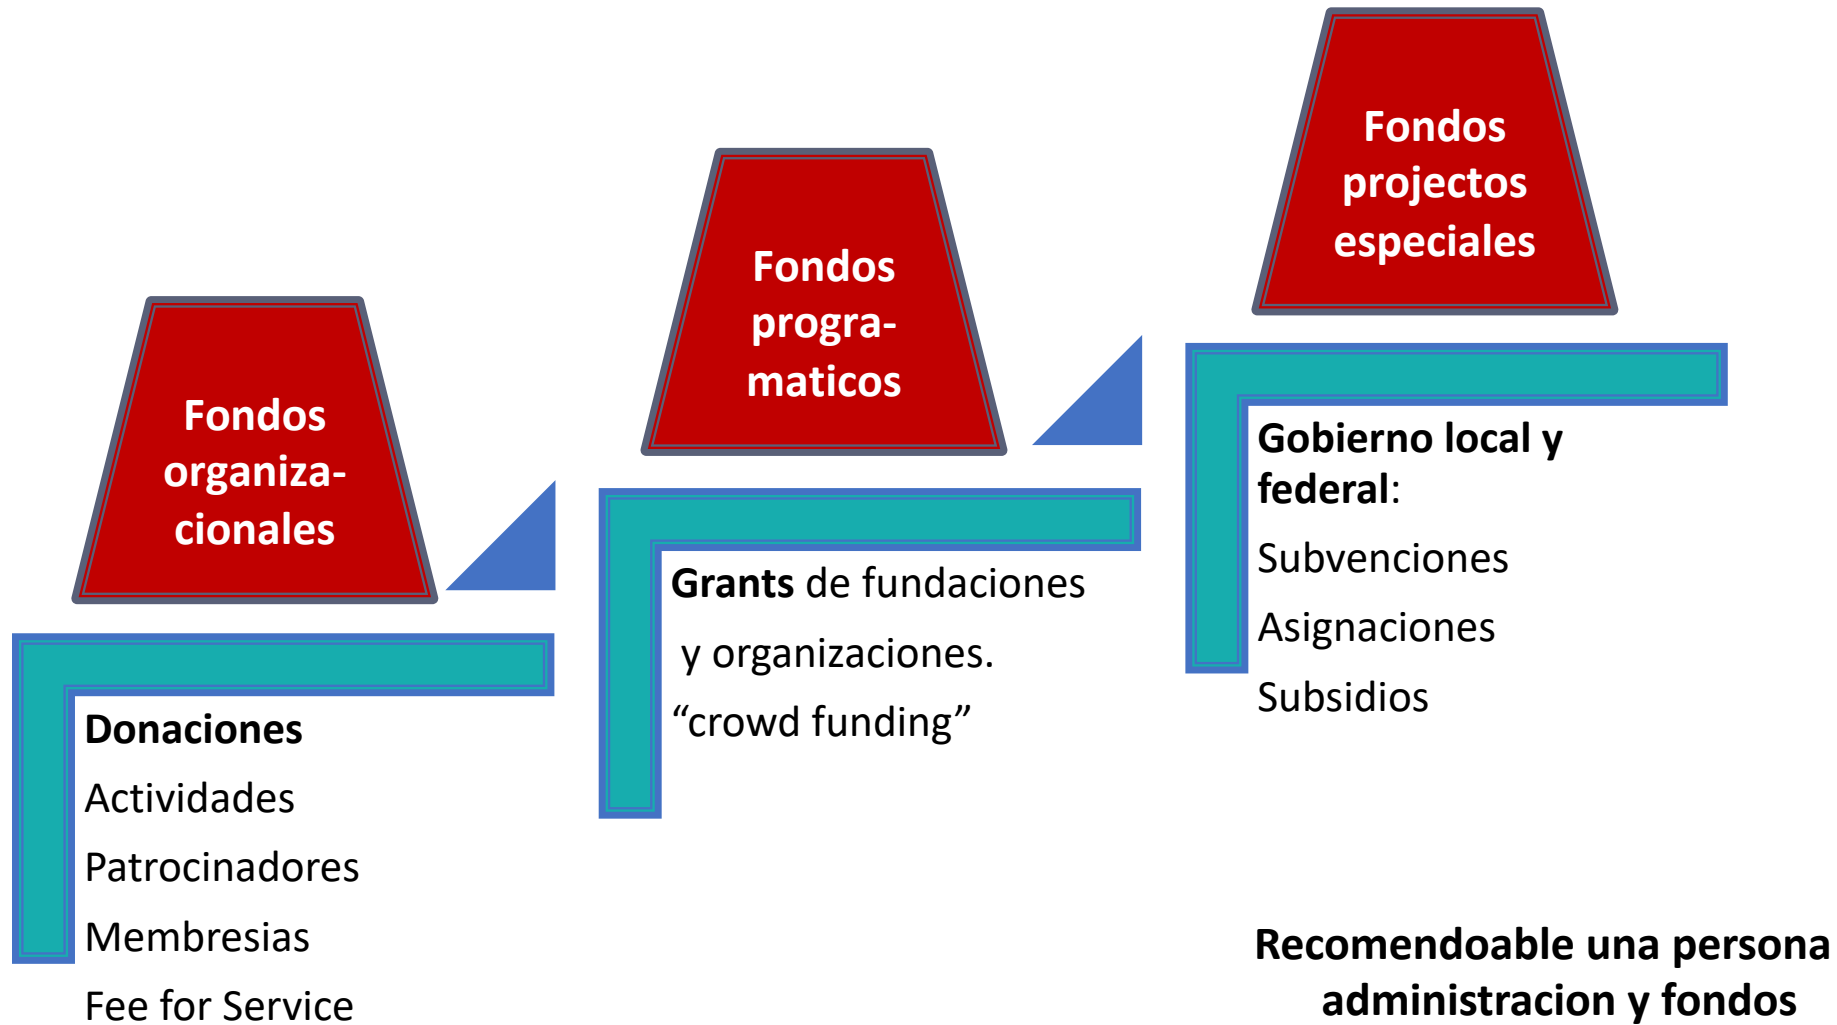 Fondos
organiza-
cionales
Donaciones
Actividades
Patrocinadores
Membresias
Fee for Service
Fondos
progra-
maticos
Grants de fundaciones
y organizaciones.
“crowd funding”
Fondos
projectos
especiales
Gobierno local y
federal:
Subvenciones
Asignaciones
Subsidios
Recomendoable una persona
administracion y fondos